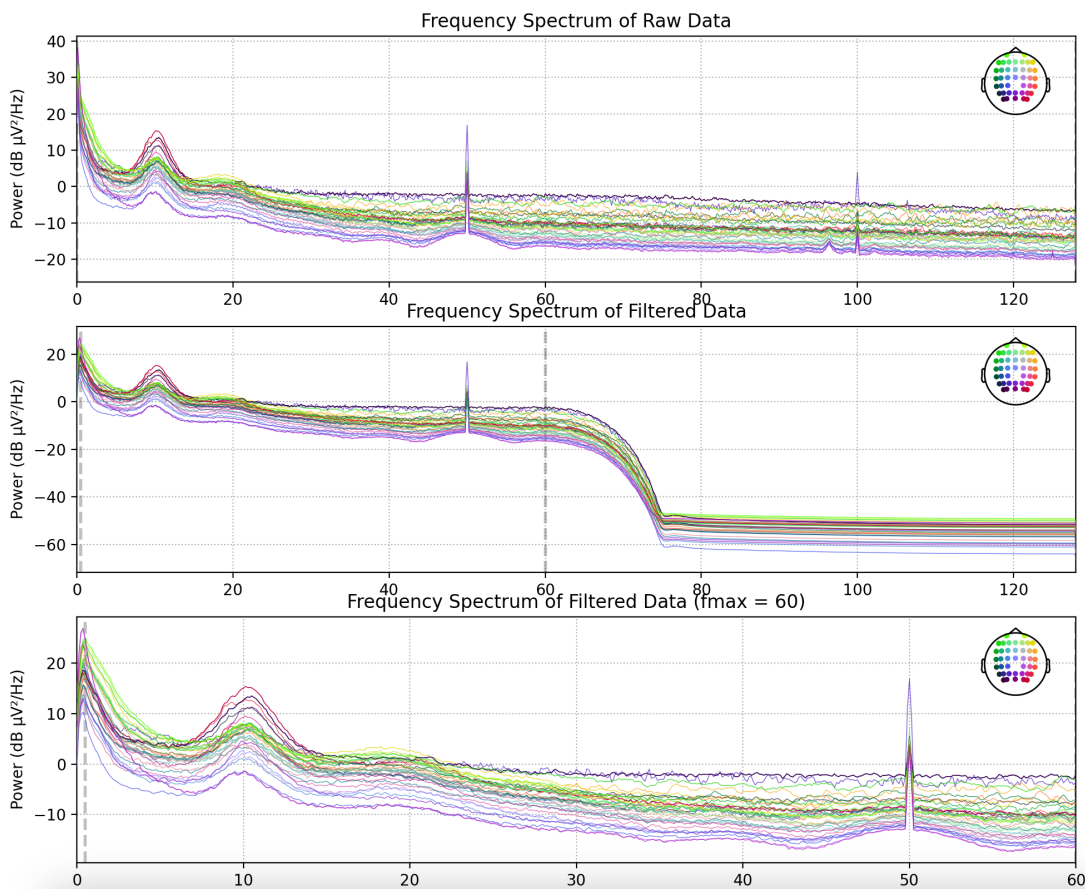 Frequency Spectrum of Raw Data
Power (dB µV²/Hz)
40
30
20
10
0
−10
−20
0 20 40 60 80 100 120
Frequency Spectrum of Filtered Data
Power (dB µV²/Hz)
20
0
−20
−40
−60
0 20 40 60 80 100 120
Frequency Spectrum of Filtered Data (fmax = 60)
Power (dB µV²/Hz)
20
10
0
−10
0 10 20 30 40 50 60